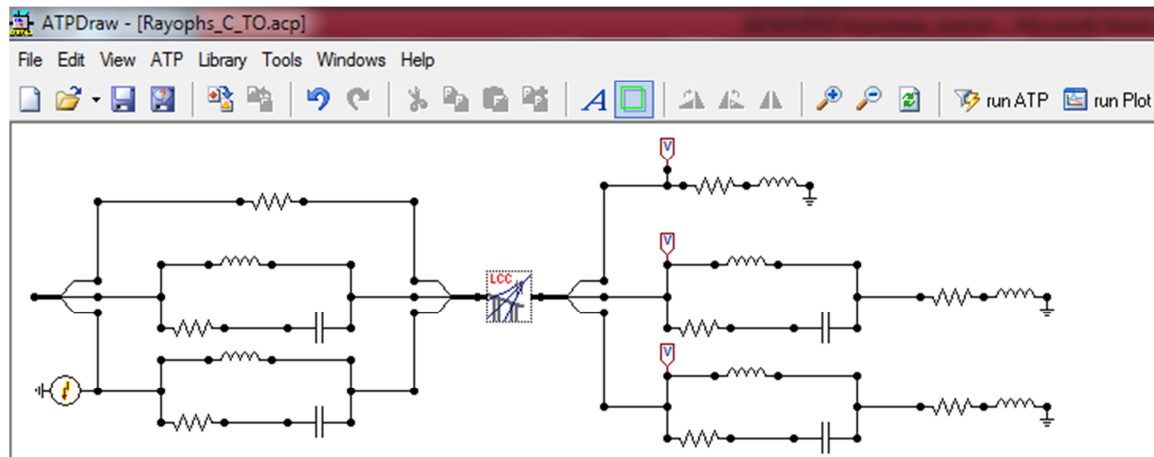 ATPDraw - [Rayophs_C_TO.acp]
File Edit View ATP Library Tools Windows Help
A run ATP run Plot
V
LCC
V
V